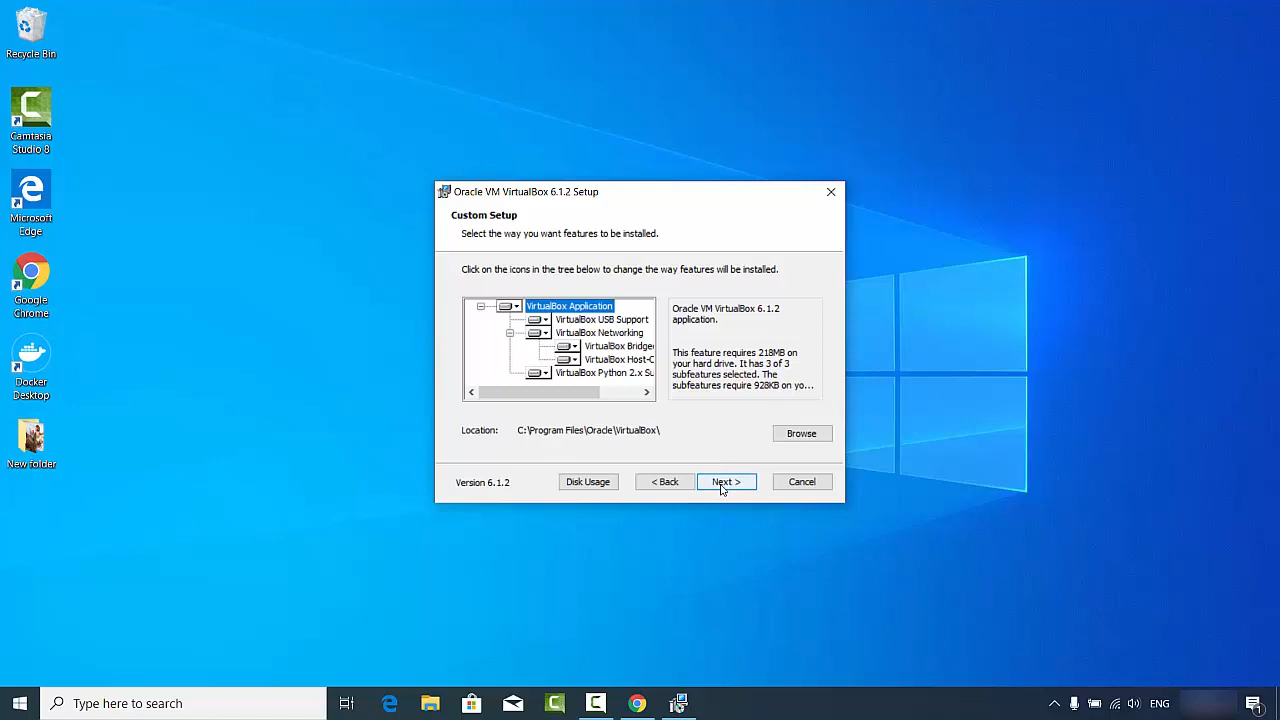 Recycle Bin
Camtasia
Studio 8
Microsoft
Edge
Google
Chrome
Docker
Desktop
New folder
Oracle VM VirtualBox 6.1.2 Setup
Custom Setup
Select the way you want features to be installed.
Click on the icons in the tree below to change the way features will be installed.
VirtualBox Application
VirtualBox USB Support
VirtualBox Networking
VirtualBox Bridge
VirtualBox Host-C
VirtualBox Python 2.x Su
Oracle VM VirtualBox 6.1.2
application.
This feature requires 218MB on
your hard drive. It has 3 of 3
subfeatures selected. The
subfeatures require 928KB on yo...
Location: C:\Program Files\Oracle\VirtualBox\
Browse
Version 6.1.2
Disk Usage
< Back
Next >
Cancel
Type here to search
ENG
1